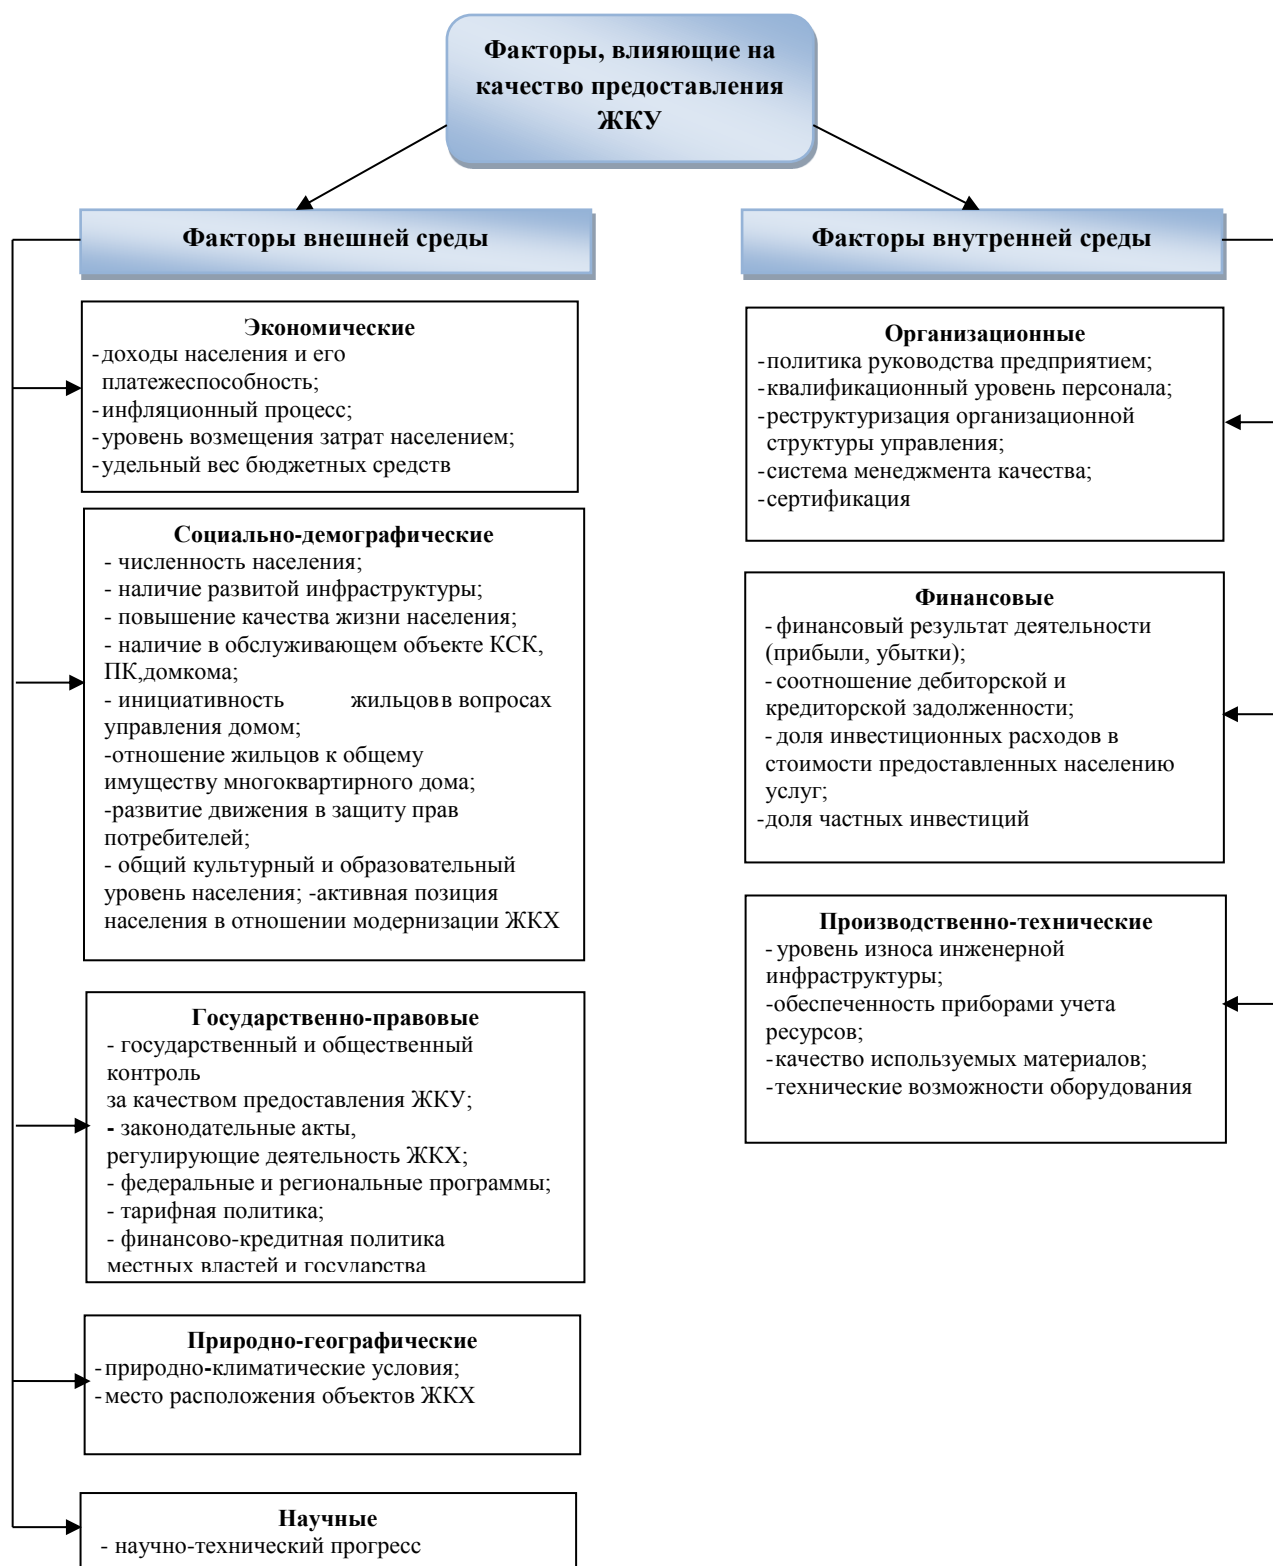 Факторы, влияющие на
качество предоставления
ЖКУ
Факторы внешней среды
Экономические
-доходы населения и его
платежеспособность;
-инфляционный процесс;
-уровень возмещения затрат населением;
-удельный вес бюджетных средств
Социально-демографические
- численность населения;
- наличие развитой инфраструктуры;
- повышение качества жизни населения;
- наличие в обслуживающем объекте КСК,
ПК,домкома;
- инициативность жильцов в вопросах
управления домом;
-отношение жильцов к общему
имуществу многоквартирного дома;
-развитие движения в защиту прав
потребителей;
- общий культурный и образовательный
уровень населения; -активная позиция
населения в отношении модернизации ЖКХ
Государственно-правовые
- государственный и общественный
контроль
за качеством предоставления ЖКУ;
- законодательные акты,
регулирующие деятельность ЖКХ;
- федеральные и региональные программы;
- тарифная политика;
- финансово-кредитная политика
местных властей и государства
Природно-географические
-природно-климатические условия;
-место расположения объектов ЖКХ
Научные
- научно-технический прогресс
Факторы внутренней среды
Организационные
-политика руководства предприятием;
-квалификационный уровень персонала;
-реструктуризация организационной
структуры управления;
-система менеджмента качества;
-сертификация
Финансовые
- финансовый результат деятельности
(прибыли, убытки);
- соотношение дебиторской и
кредиторской задолженности;
- доля инвестиционных расходов в
стоимости предоставленных населению
услуг;
-доля частных инвестиций
Производственно-технические
- уровень износа инженерной
инфраструктуры;
-обеспеченность приборами учета
ресурсов;
-качество используемых материалов;
-технические возможности оборудования